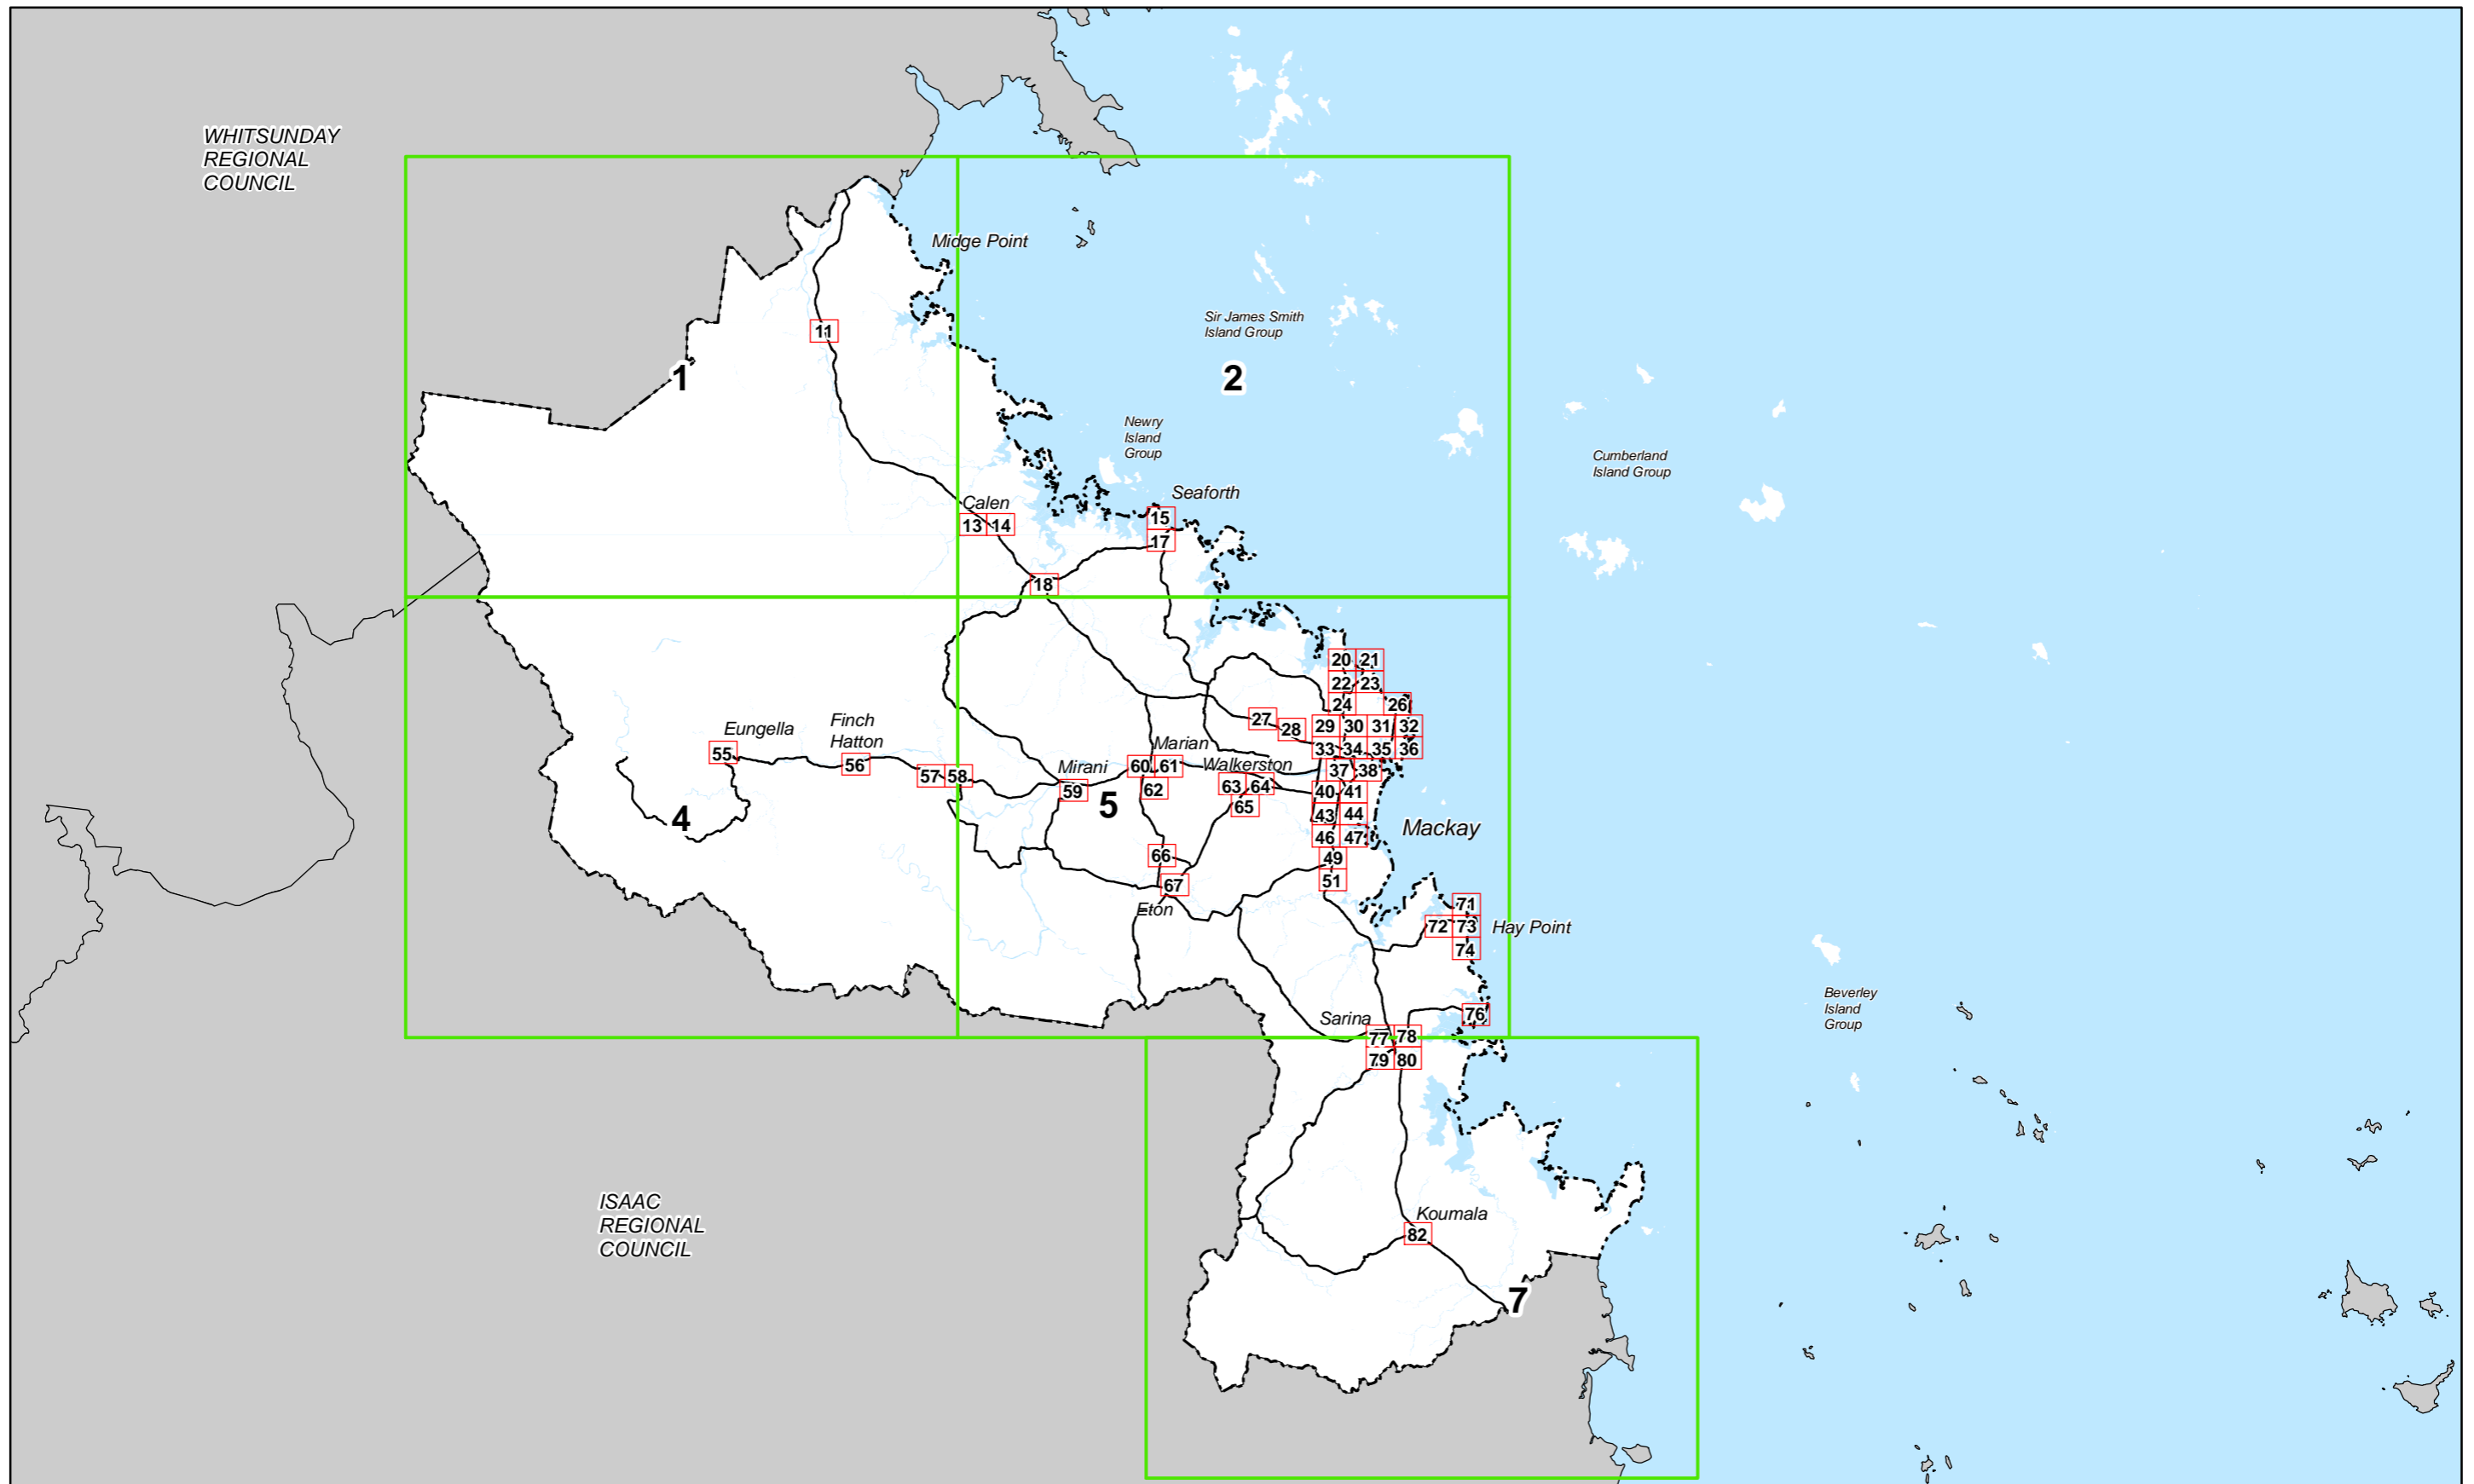 WHITSUNDAY
REGIONAL
COUNCIL
Midge Point
Sir James Smith
Island Group
11
1
2
Newry
Island
Group
Cumberland
Island Group
Seaforth
Calen
13 14
15
17
18
20 21
22 23
24 26
27
28
29 30 31 32
33 34 35 36
Eungella
Finch
Hatton
55
56
57 58
Mirani
59
Marian
60 61
62
Walkerston
63 64
65
37 38
40 41
43 44
46 47
49
51
4
5
Mackay
66
67
Eton
71
72 73
74
Hay Point
76
Sarina
77 78
79 80
Beverley
Island
Group
ISAAC
REGIONAL
COUNCIL
Koumala
82
7